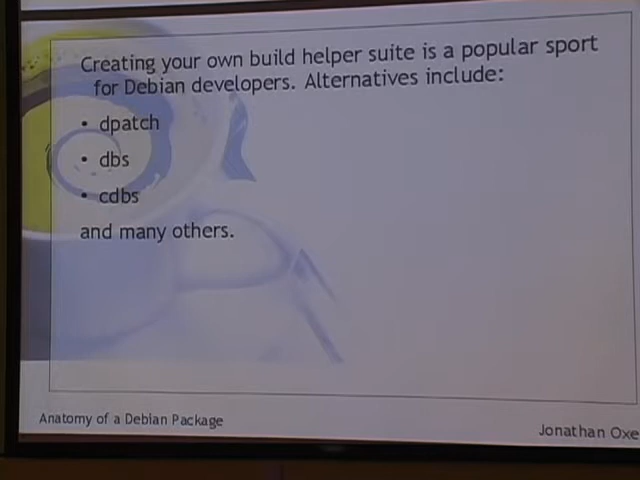 Creating your own build helper suite is a popular sport
for Debian developers. Alternatives include:
• dpatch
• dbs
• cdbs
and many others.
Anatomy of a Debian Package
Jonathan Oxe